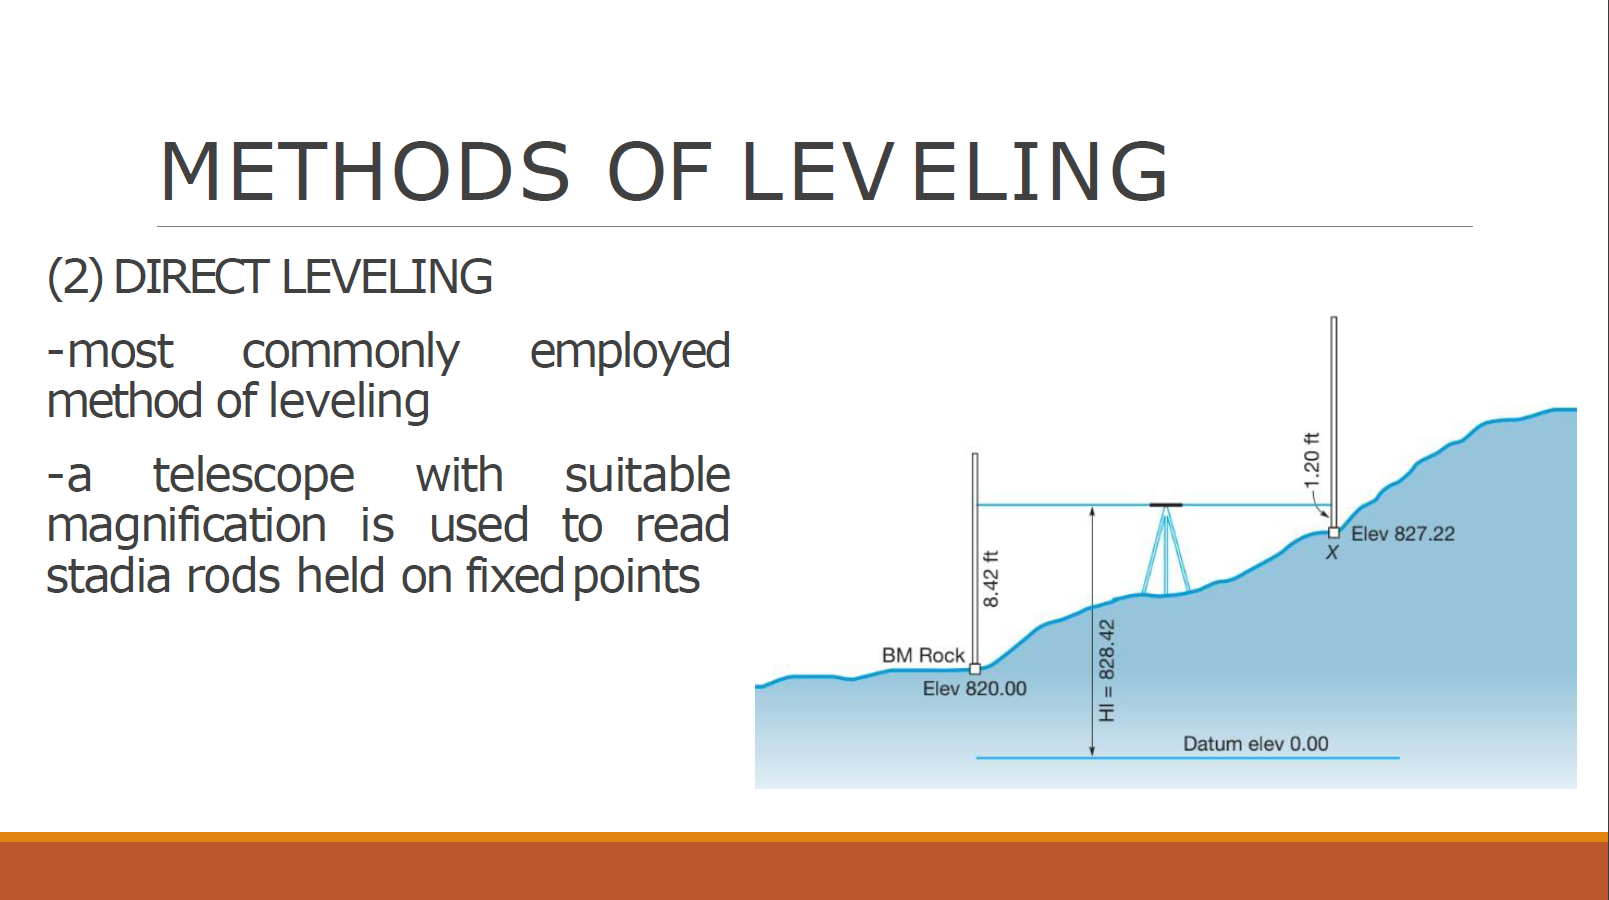 METHODS OF LEVELING
(2) DIRECT LEVELING
-most commonly employed
method of leveling
-a telescope with suitable
magnification is used to read
stadia rods held on fixed points
1.20 ft
Elev 827.22
X
8.42 ft
BM Rock
Elev 820.00
HI = 828.42
Datum elev 0.00